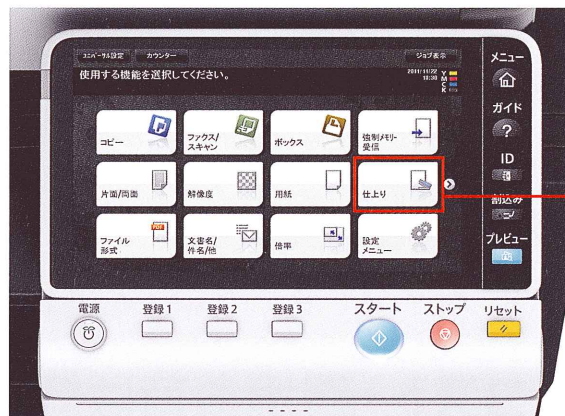 ユニバーサル設定 カウンター ジョブ表示
使用する機能を選択してください。
2011/11/22
10:30
Y
M
C
K
コピー
ファクス/
スキャン
ボックス
強制メモリー
受信
片面/両面
解像度
用紙
仕上り
PDF
ファイル
形式
文書名/
件名/他
倍率
設定
メニュー
メニュー
ガイド
?
ID
割込み
プレビュー
電源 登録1 登録2 登録3 スタート ストップ リセット